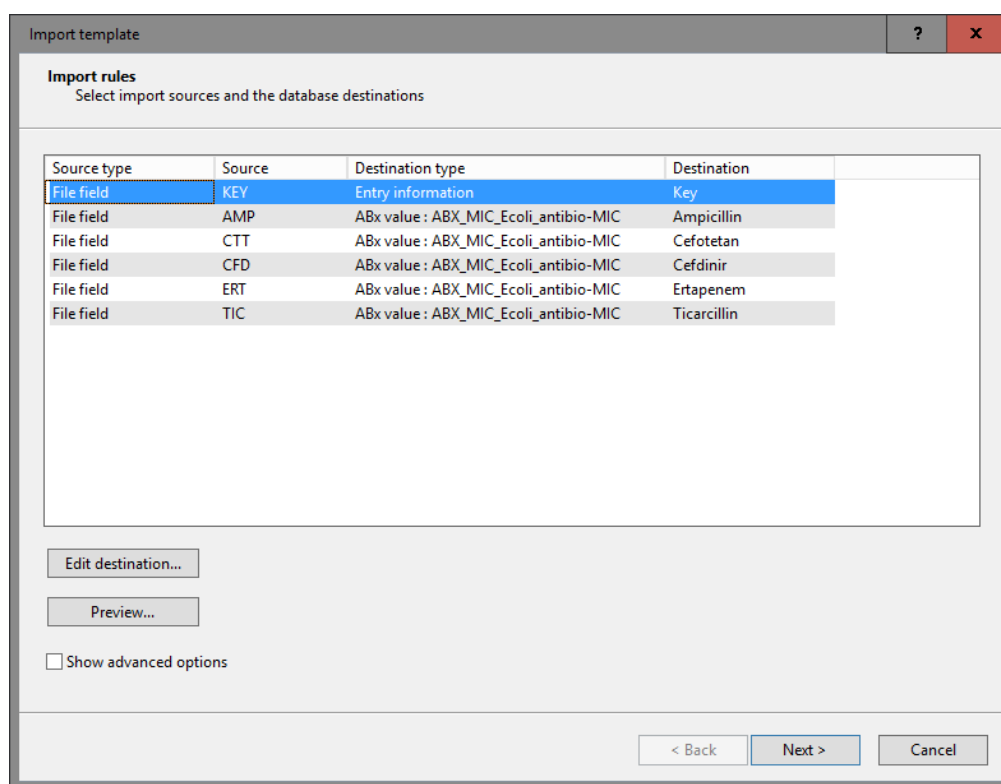 Import template ? x
Import rules
Select import sources and the database destinations
Source type Source Destination type Destination
File field KEY Entry information Key
File field AMP ABx value : ABX_MIC_Ecoli_antibio-MIC Ampicillin
File field CTT ABx value : ABX_MIC_Ecoli_antibio-MIC Cefotetan
File field CFD ABx value : ABX_MIC_Ecoli_antibio-MIC Cefdinir
File field ERT ABx value : ABX_MIC_Ecoli_antibio-MIC Ertapenem
File field TIC ABx value : ABX_MIC_Ecoli_antibio-MIC Ticarcillin
Edit destination...
Preview...
Show advanced options
< Back Next > Cancel